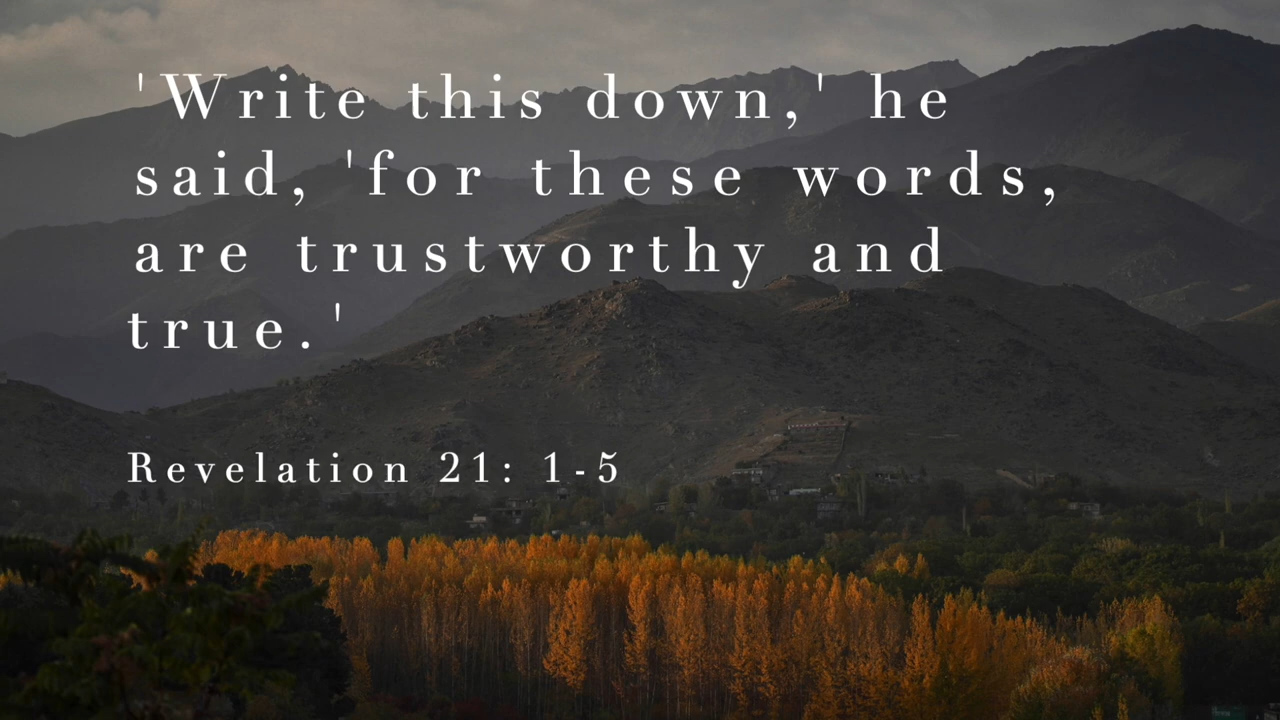 'Write this down,' he
said, 'for these words,
are trustworthy and
true.'
Revelation 21: 1-5